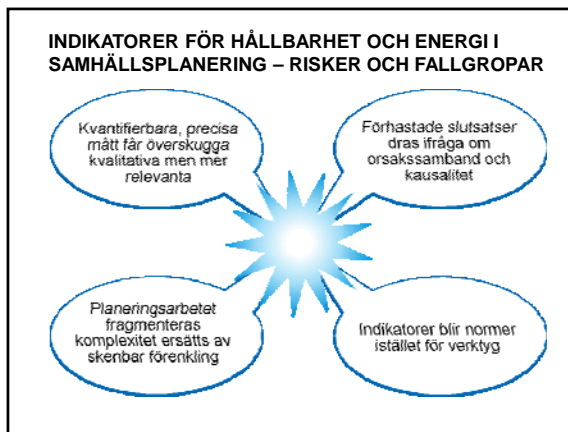 INDIKATORER FÖR HÅLLBARHET OCH ENERGI I
SAMHÄLLSPLANERING – RISKER OCH FALLGROPAR
Kvantifierbara, precisa
mått får överskugga
kvalitativa men mer
relevanta
Förhastade slutsatser
dras ifråga om
orsakssamband och
kausalitet
Planeringsarbetet
fragmenteras
komplexitet ersätts av
skenbar förenkling
Indikatorer blir normer
istället för verktyg